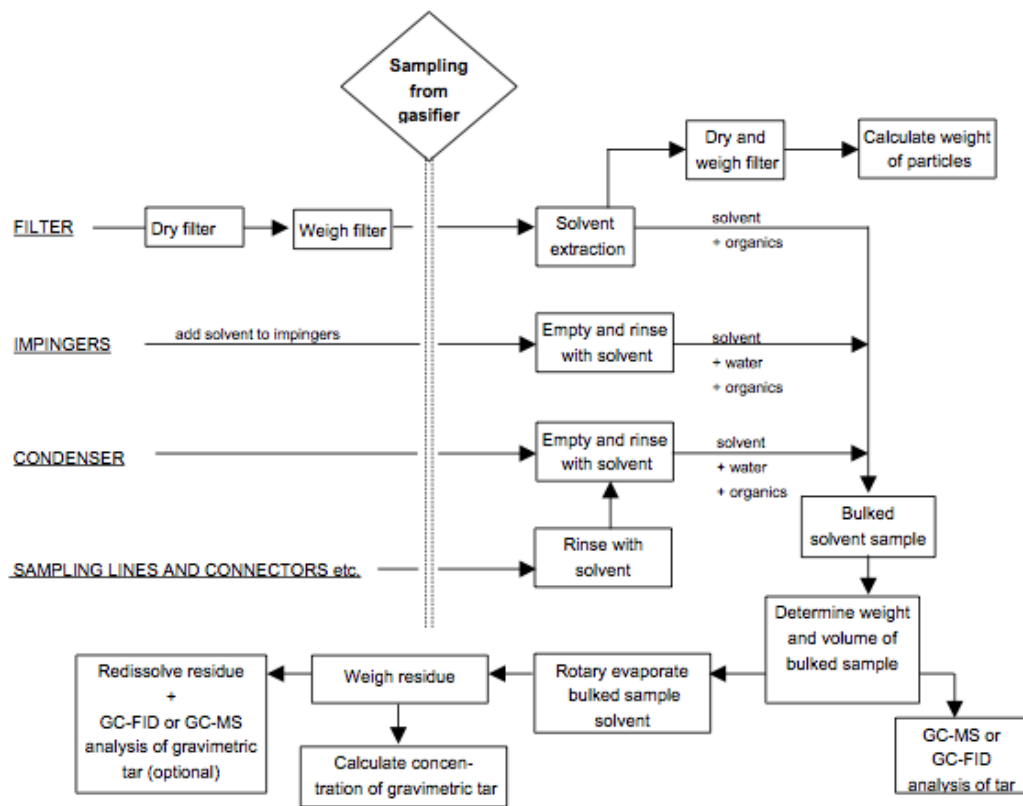 Sampling
from
gasifier
Dry and
weigh filter
Calculate weight
of particles
FILTER
Dry filter
Weigh filter
Solvent
extraction
solvent
+ organics
IMPINGERS
add solvent to impingers
Empty and rinse
with solvent
solvent
+ water
+ organics
CONDENSER
Empty and rinse
with solvent
solvent
+ water
+ organics
Bulked
solvent sample
SAMPLING LINES AND CONNECTORS etc.
Rinse with
solvent
Determine weight
and volume of
bulked sample
Redissolve residue
+
GC-FID or GC-MS
analysis of gravimetric
tar (optional)
Weigh residue
Rotary evaporate
bulked sample
solvent
Calculate concen-
tration of gravimetric tar
GC-MS or
GC-FID
analysis of tar